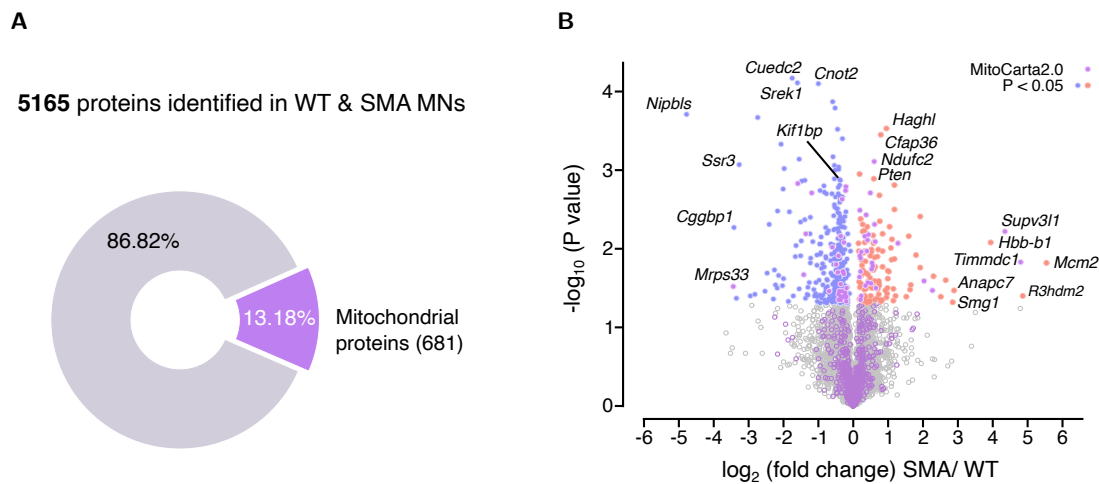 A
5165 proteins identified in WT & SMA MNs
86.82%
13.18%
Mitochondrial
proteins (681)
B
MitoCarta2.0
P < 0.05
-log10 (P value)
4
3
2
1
0
Cuedc2
Cnot2
Srek1
Nipbls
Kif1bp
Haghl
Cfap36
Ndufc2
Pten
Ssr3
Cggbp1
Supv3l1
Hbb-b1
Timmdc1
Mcm2
Mrps33
Anapc7
R3hdm2
Smg1
-6 -5 -4 -3 -2 -1 0 1 2 3 4 5 6
log2 (fold change) SMA/ WT